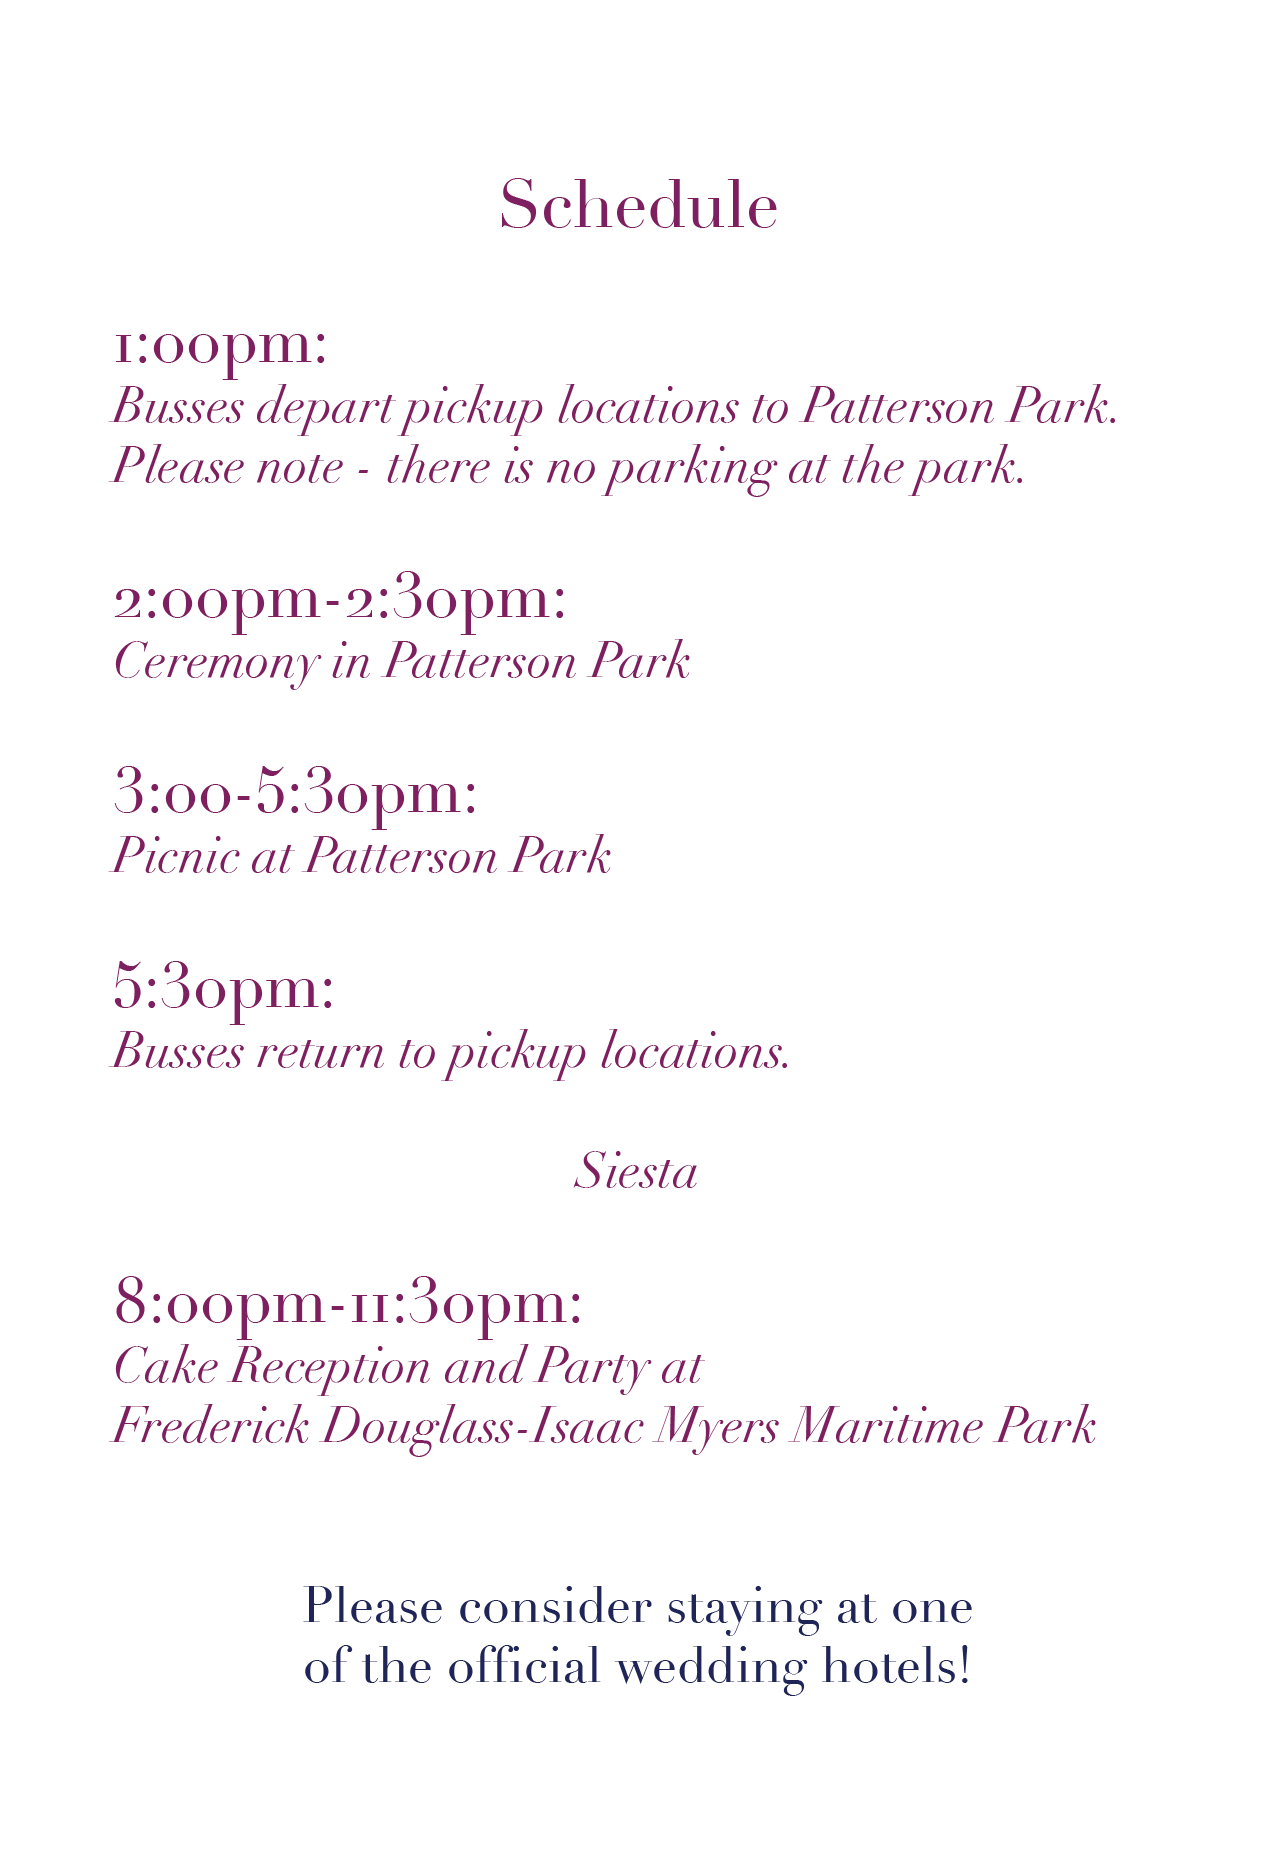 Schedule
1:00pm:
Busses depart pickup locations to Patterson Park.
Please note - there is no parking at the park.
2:00pm-2:30pm:
Ceremony in Patterson Park
3:00-5:30pm:
Picnic at Patterson Park
5:30pm:
Busses return to pickup locations.
Siesta
8:00pm-11:30pm:
Cake Reception and Party at
Frederick Douglass-Isaac Myers Maritime Park
Please consider staying at one
of the official wedding hotels!